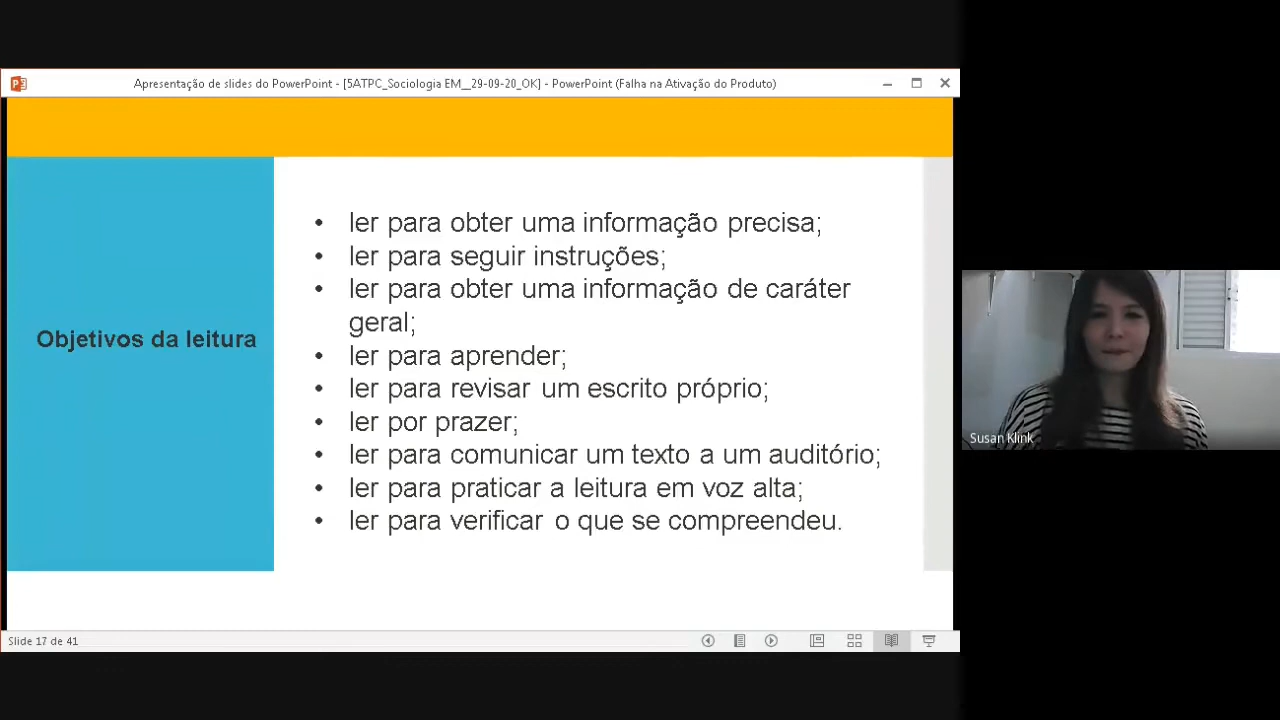 Apresentação de slides do PowerPoint - [5ATPC_Sociologia EM__29-09-20_OK] - PowerPoint (Falha na Ativação do Produto)
Objetivos da leitura
• ler para obter uma informação precisa;
• ler para seguir instruções;
• ler para obter uma informação de caráter
geral;
• ler para aprender;
• ler para revisar um escrito próprio;
• ler por prazer;
• ler para comunicar um texto a um auditório;
• ler para praticar a leitura em voz alta;
• ler para verificar o que se compreendeu.
Susan Klink
Slide 17 de 41